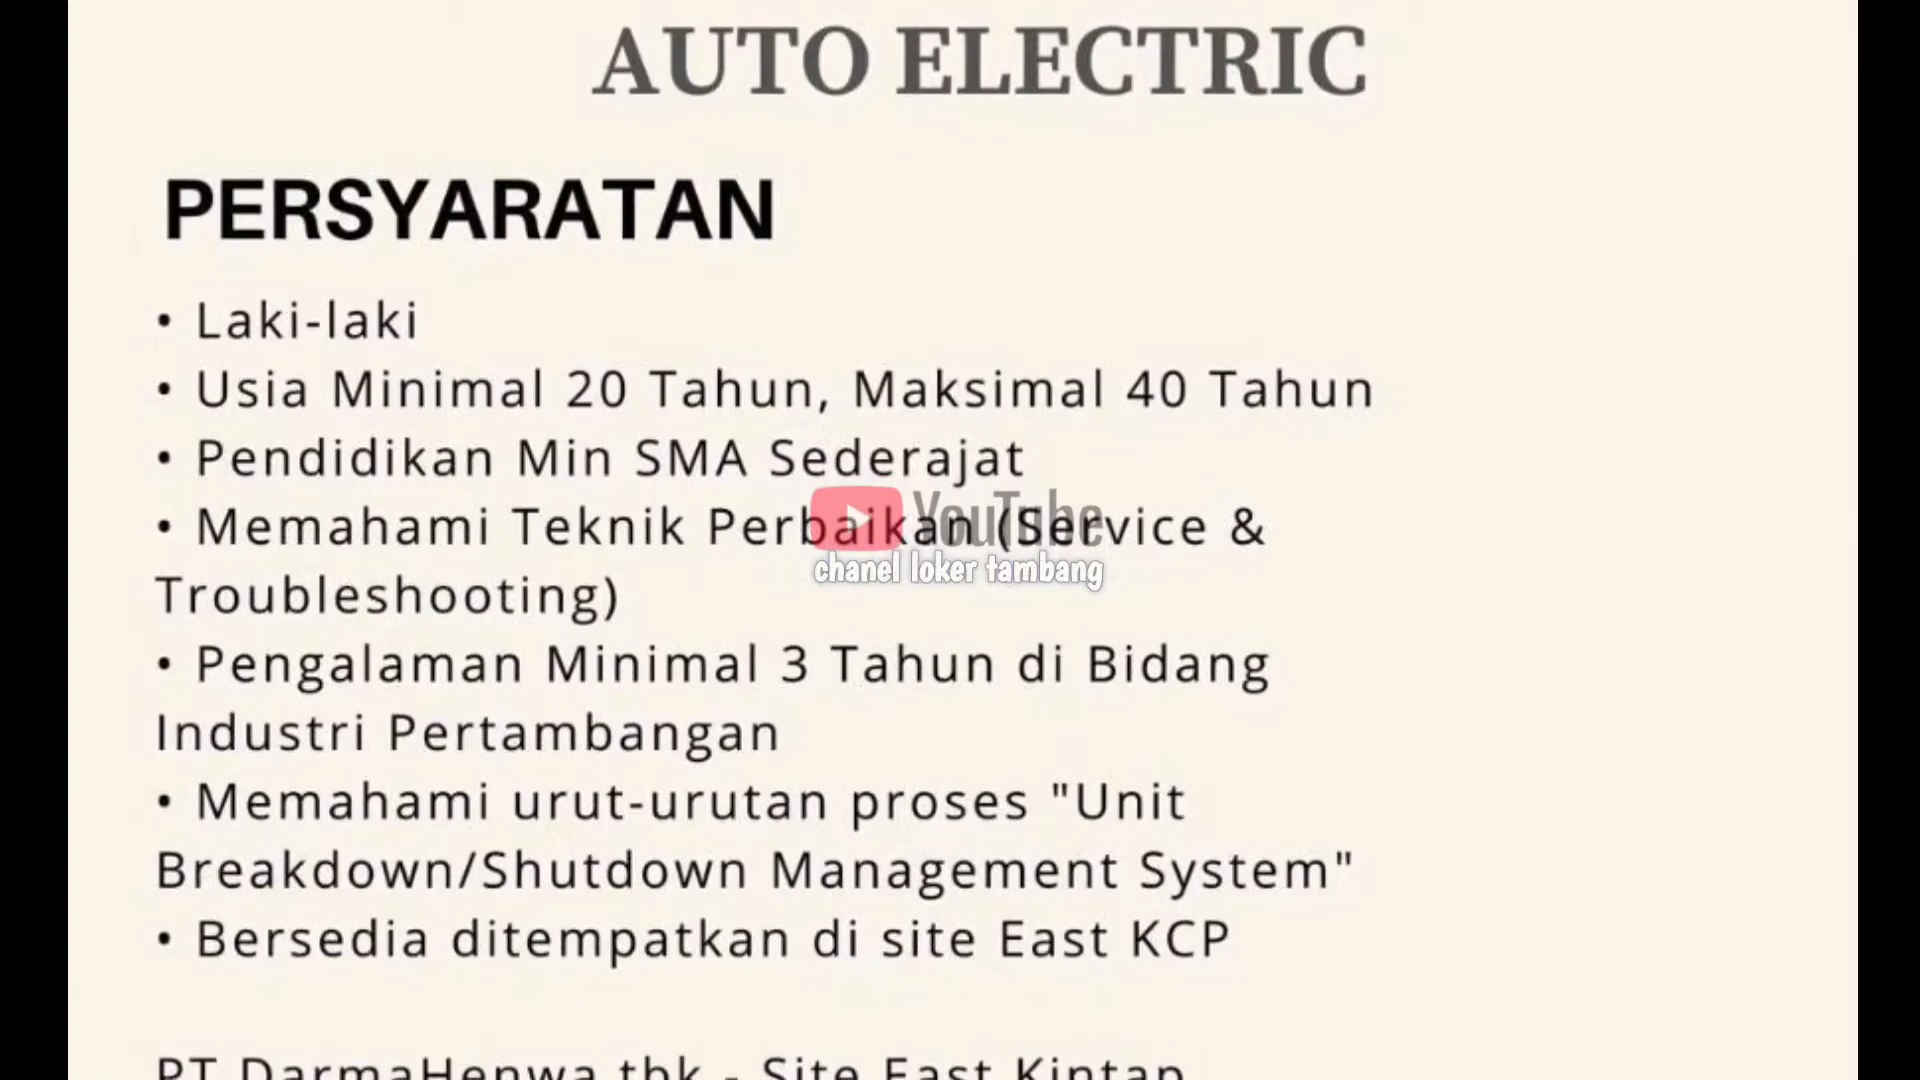 AUTO ELECTRIC
PERSYARATAN
• Laki-laki
• Usia Minimal 20 Tahun, Maksimal 40 Tahun
• Pendidikan Min SMA Sederajat
• Memahami Teknik Perbaikan (Service &
YouTube
chanel loker tambang
Troubleshooting)
• Pengalaman Minimal 3 Tahun di Bidang
Industri Pertambangan
• Memahami urut-urutan proses "Unit
Breakdown/Shutdown Management System"
• Bersedia ditempatkan di site East KCP
PT DarmaHenwa tbk - Site East Kintap